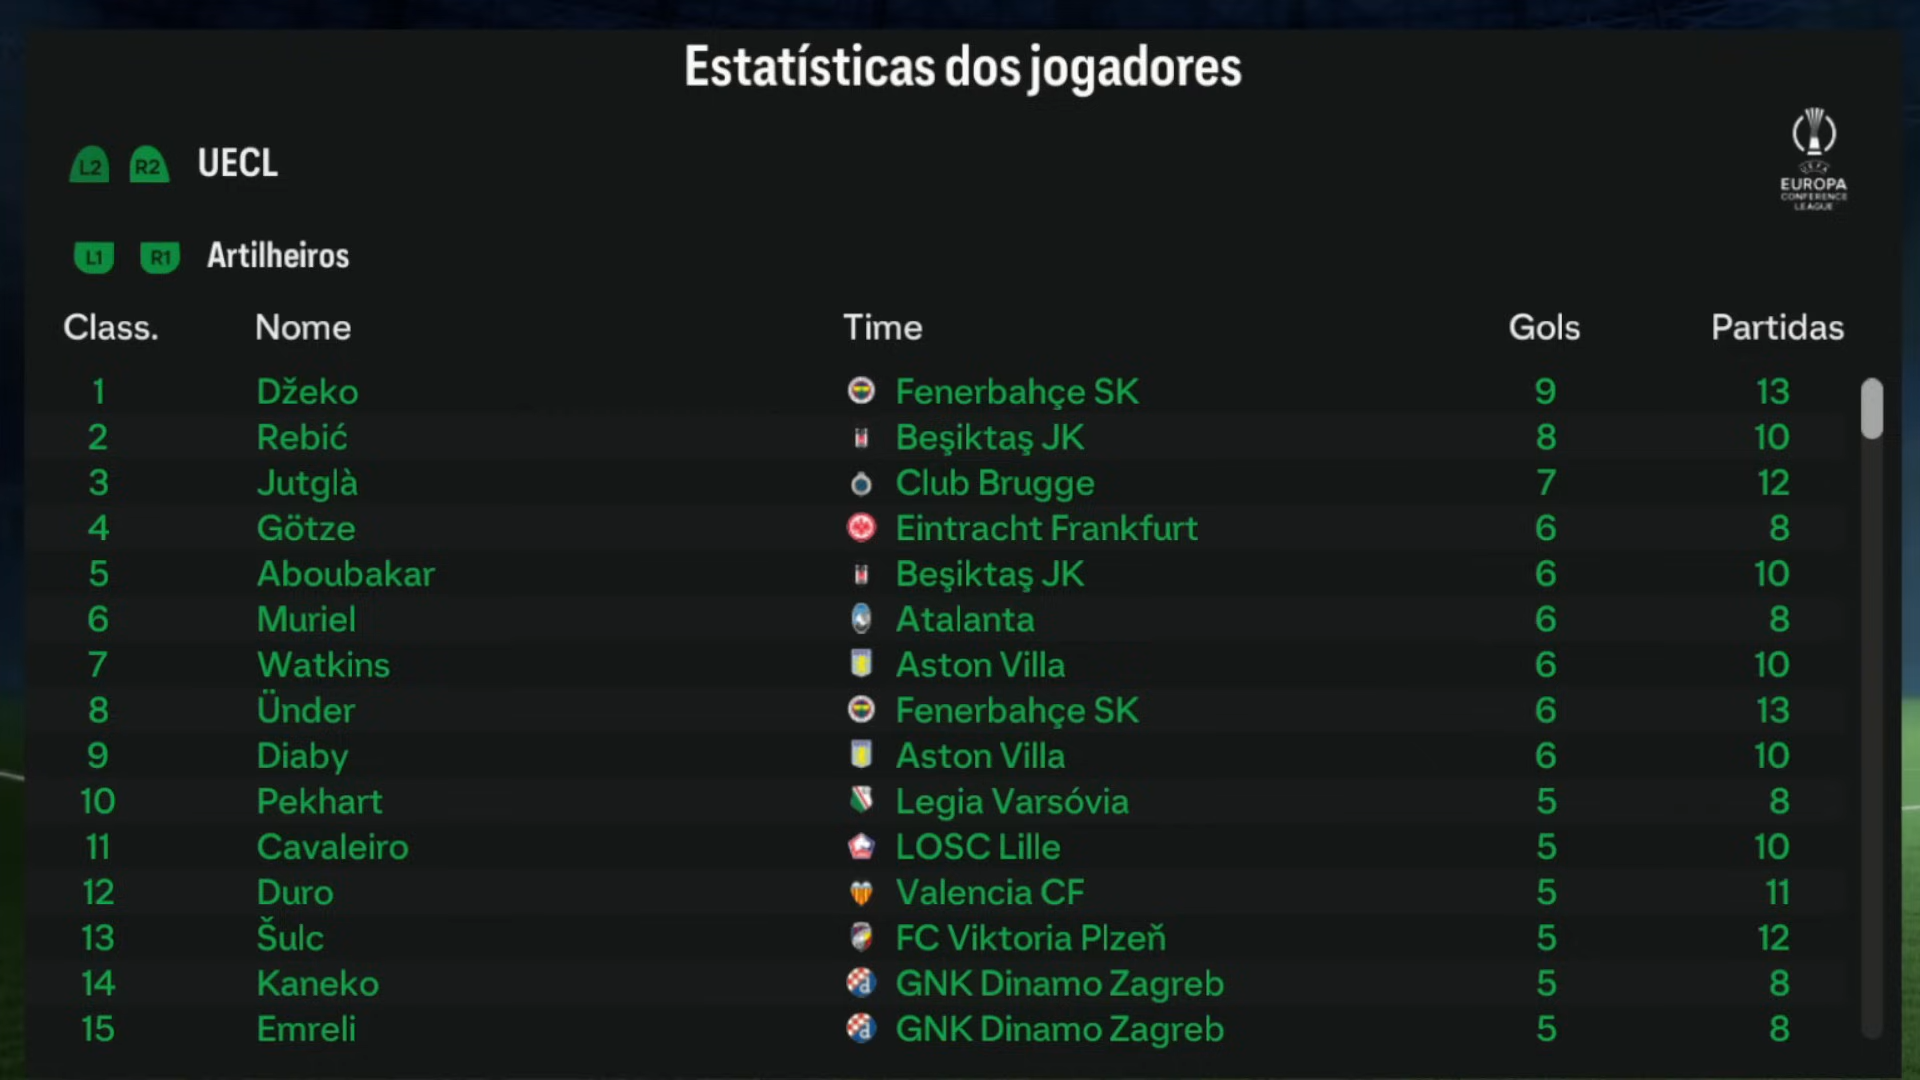 Estatísticas dos jogadores
L2 R2 UECL
UEFA
EUROPA
CONFERENCE
LEAGUE
L1 R1 Artilheiros
Class. Nome Time Gols Partidas
1 Džeko Fenerbahçe SK 9 13
2 Rebić Beşiktaş JK 8 10
3 Jutglà Club Brugge 7 12
4 Götze Eintracht Frankfurt 6 8
5 Aboubakar Beşiktaş JK 6 10
6 Muriel Atalanta 6 8
7 Watkins Aston Villa 6 10
8 Ünder Fenerbahçe SK 6 13
9 Diaby Aston Villa 6 10
10 Pekhart Legia Varsóvia 5 8
11 Cavaleiro LOSC Lille 5 10
12 Duro Valencia CF 5 11
13 Šulc FC Viktoria Plzeň 5 12
14 Kaneko GNK Dinamo Zagreb 5 8
15 Emreli GNK Dinamo Zagreb 5 8